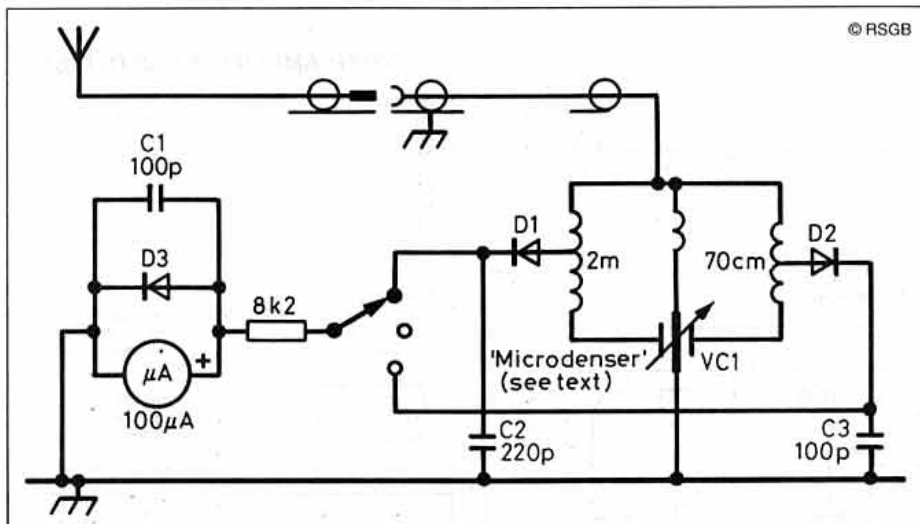 © RSGB
C1
100p
D3
8k2
D1
2m
70cm
D2
+
µA
100µA
'Microdenser'
(see text)
VC1
C2
220p
C3
100p